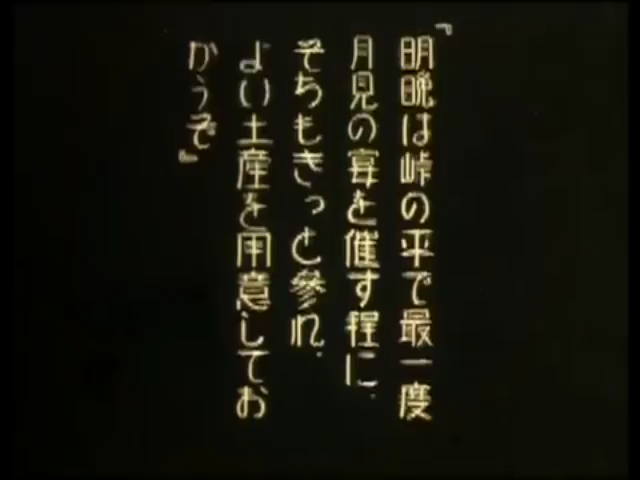 『明晩は峠の平で最一度
月見の宴を催す程に、
そちもきっと參れ、
よい土産を用意してお
かうぞ』